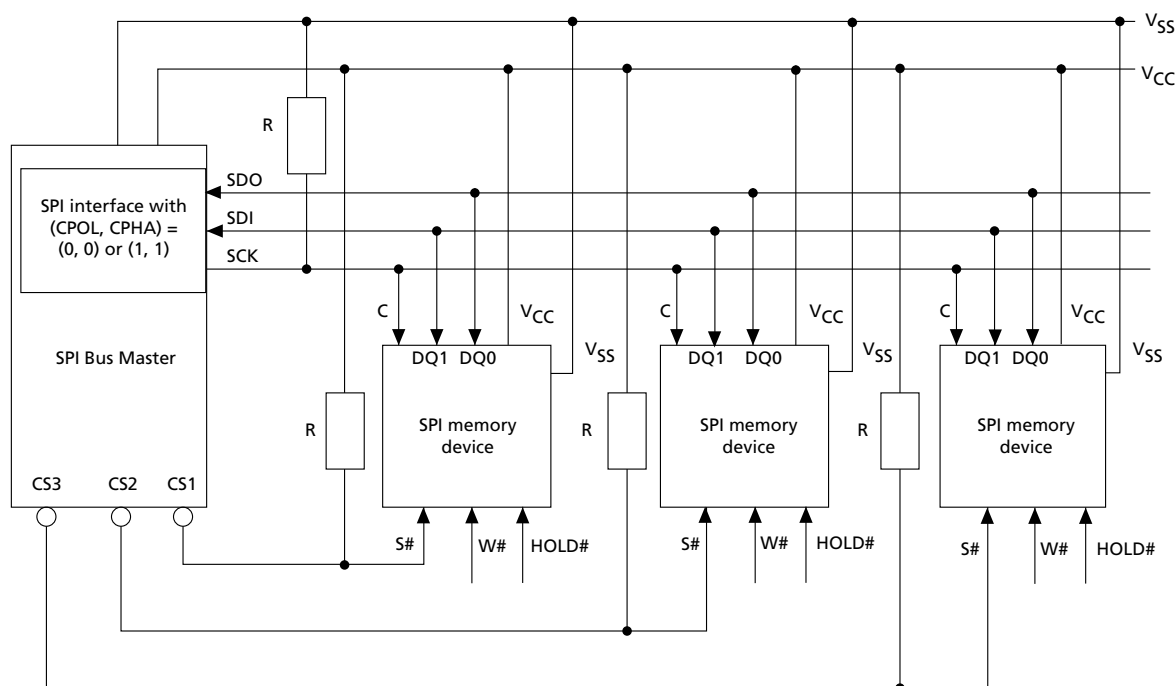 VSS
VCC
R
SDO
SPI interface with
(CPOL, CPHA) =
(0, 0) or (1, 1)
SDI
SCK
SPI Bus Master
C
VCC
C
VCC
C
VCC
DQ1 DQ0
VSS
DQ1 DQ0
VSS
DQ1 DQ0
VSS
R
SPI memory
device
R
SPI memory
device
R
SPI memory
device
CS3 CS2 CS1
S# W# HOLD#
S# W# HOLD#
S# W# HOLD#